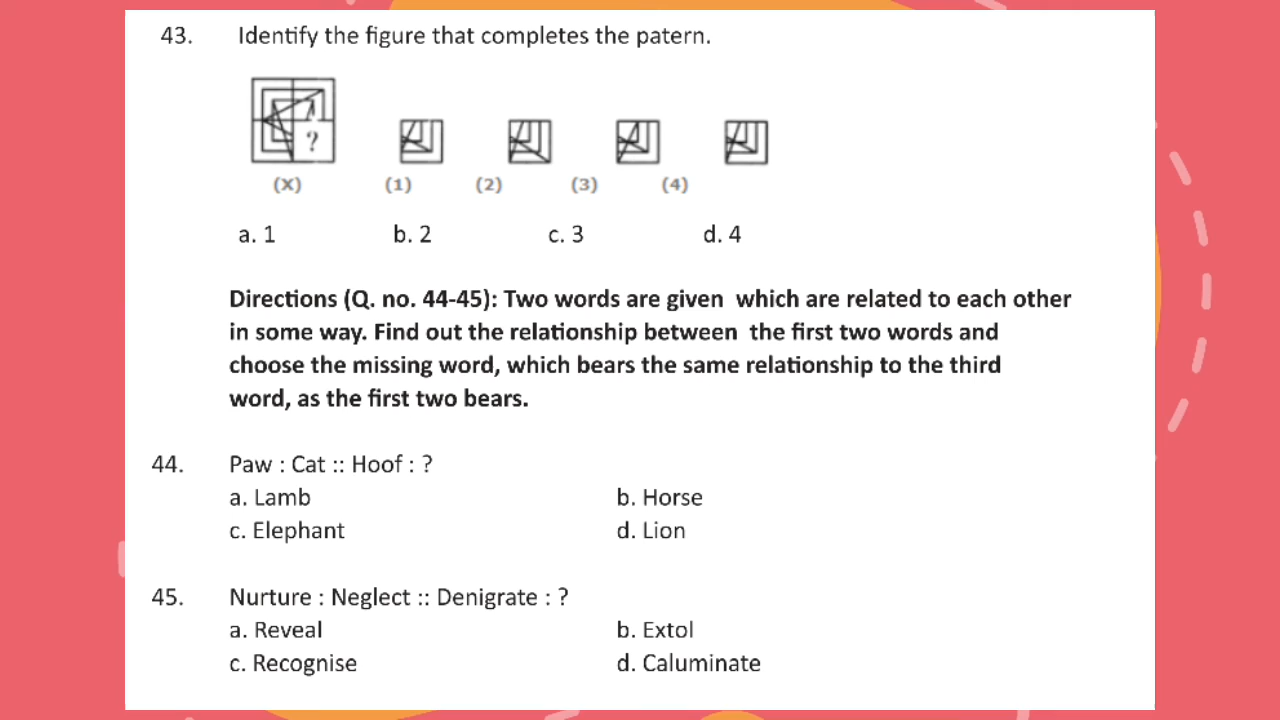 43. Identify the figure that completes the patern.
?
(X) (1) (2) (3) (4)
a. 1 b. 2 c. 3 d. 4
Directions (Q. no. 44-45): Two words are given which are related to each other
in some way. Find out the relationship between the first two words and
choose the missing word, which bears the same relationship to the third
word, as the first two bears.
44. Paw : Cat :: Hoof : ?
a. Lamb b. Horse
c. Elephant d. Lion
45. Nurture : Neglect :: Denigrate : ?
a. Reveal b. Extol
c. Recognise d. Caluminate